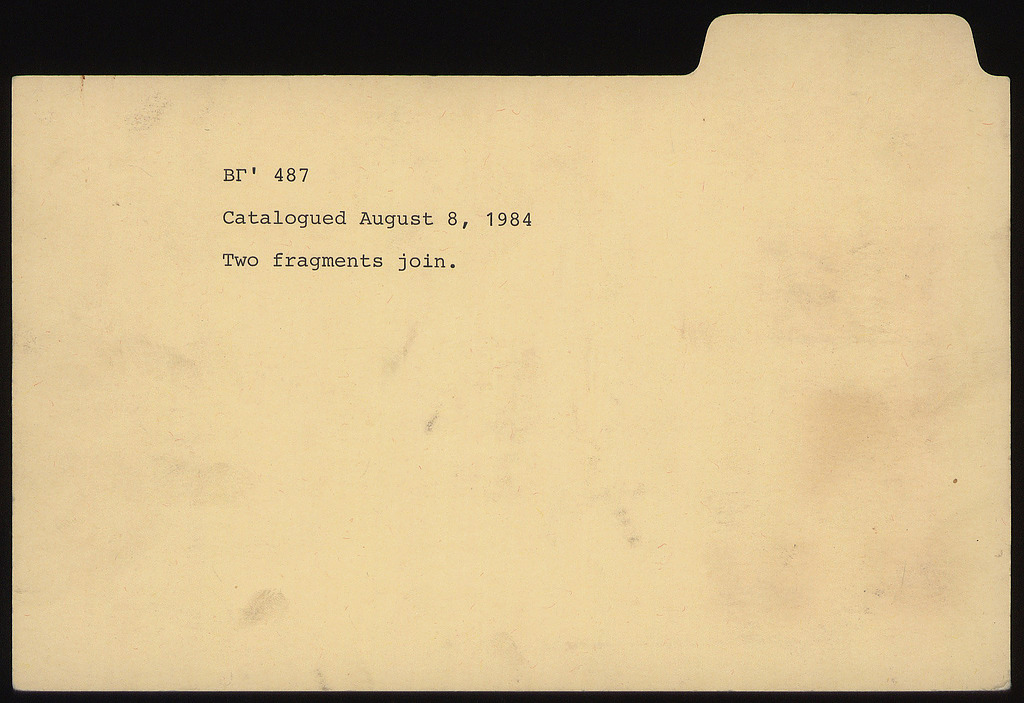 ΒΓ' 487
Catalogued August 8, 1984
Two fragments join.